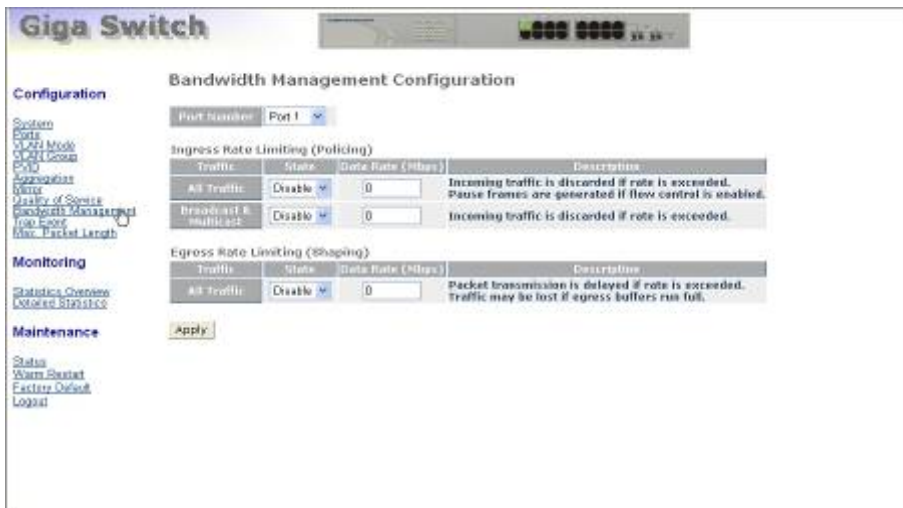 Giga Switch
Configuration
System
Ports
VLAN Mode
VLAN Group
PVID
Aggregation
Mirror
Quality of Service
Bandwidth Management
Trap Event
Max. Packet Length
Monitoring
Statistics Overview
Detailed Statistics
Maintenance
Status
Warm Restart
Factory Default
Logout
Bandwidth Management Configuration
Port Number Port 1
Ingress Rate Limiting (Policing)
Traffic State Data Rate (Mbps) Description
All Traffic Disable 0 Incoming traffic is discarded if rate is exceeded.
Pause frames are generated if flow control is enabled.
Broadcast & Multicast Disable 0 Incoming traffic is discarded if rate is exceeded.
Egress Rate Limiting (Shaping)
Traffic State Data Rate (Mbps) Description
All Traffic Disable 0 Packet transmission is delayed if rate is exceeded.
Traffic may be lost if egress buffers run full.
Apply